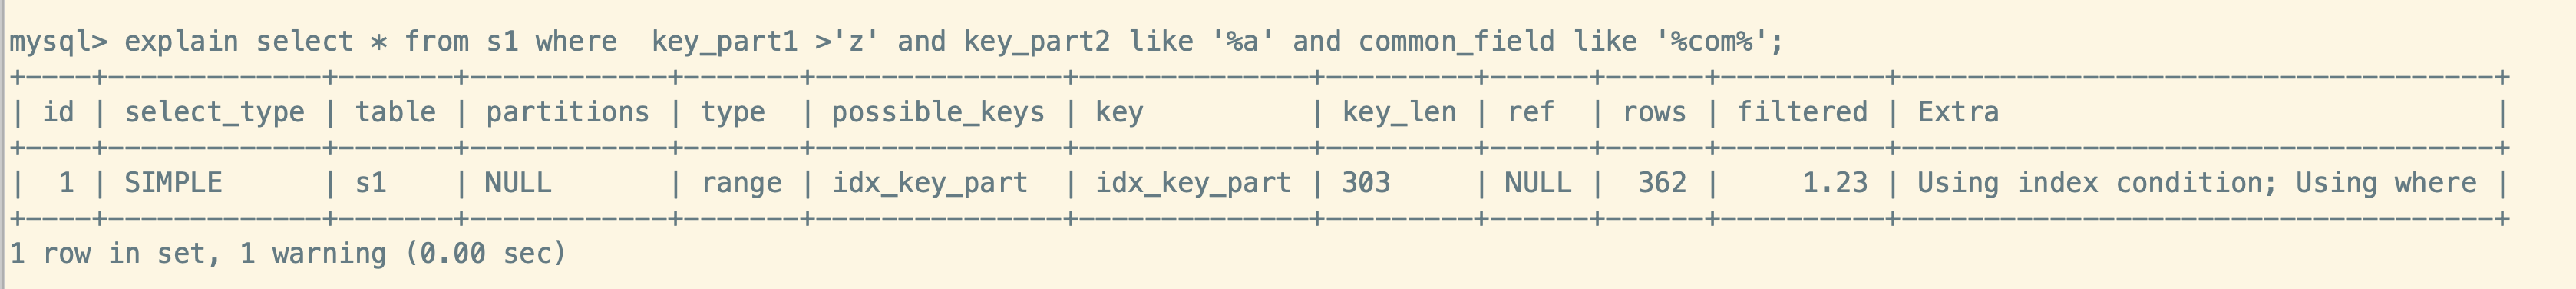 mysql> explain select * from s1 where  key_part1 >'z' and key_part2 like '%a' and common_field like '%com%';
+----+-------------+-------+------------+-------+---------------+--------------+---------+------+------+----------+------------------------------------+
| id | select_type | table | partitions | type  | possible_keys | key          | key_len | ref  | rows | filtered | Extra                              |
+----+-------------+-------+------------+-------+---------------+--------------+---------+------+------+----------+------------------------------------+
|  1 | SIMPLE      | s1    | NULL       | range | idx_key_part  | idx_key_part | 303     | NULL |  362 |     1.23 | Using index condition; Using where |
+----+-------------+-------+------------+-------+---------------+--------------+---------+------+------+----------+------------------------------------+
1 row in set, 1 warning (0.00 sec)